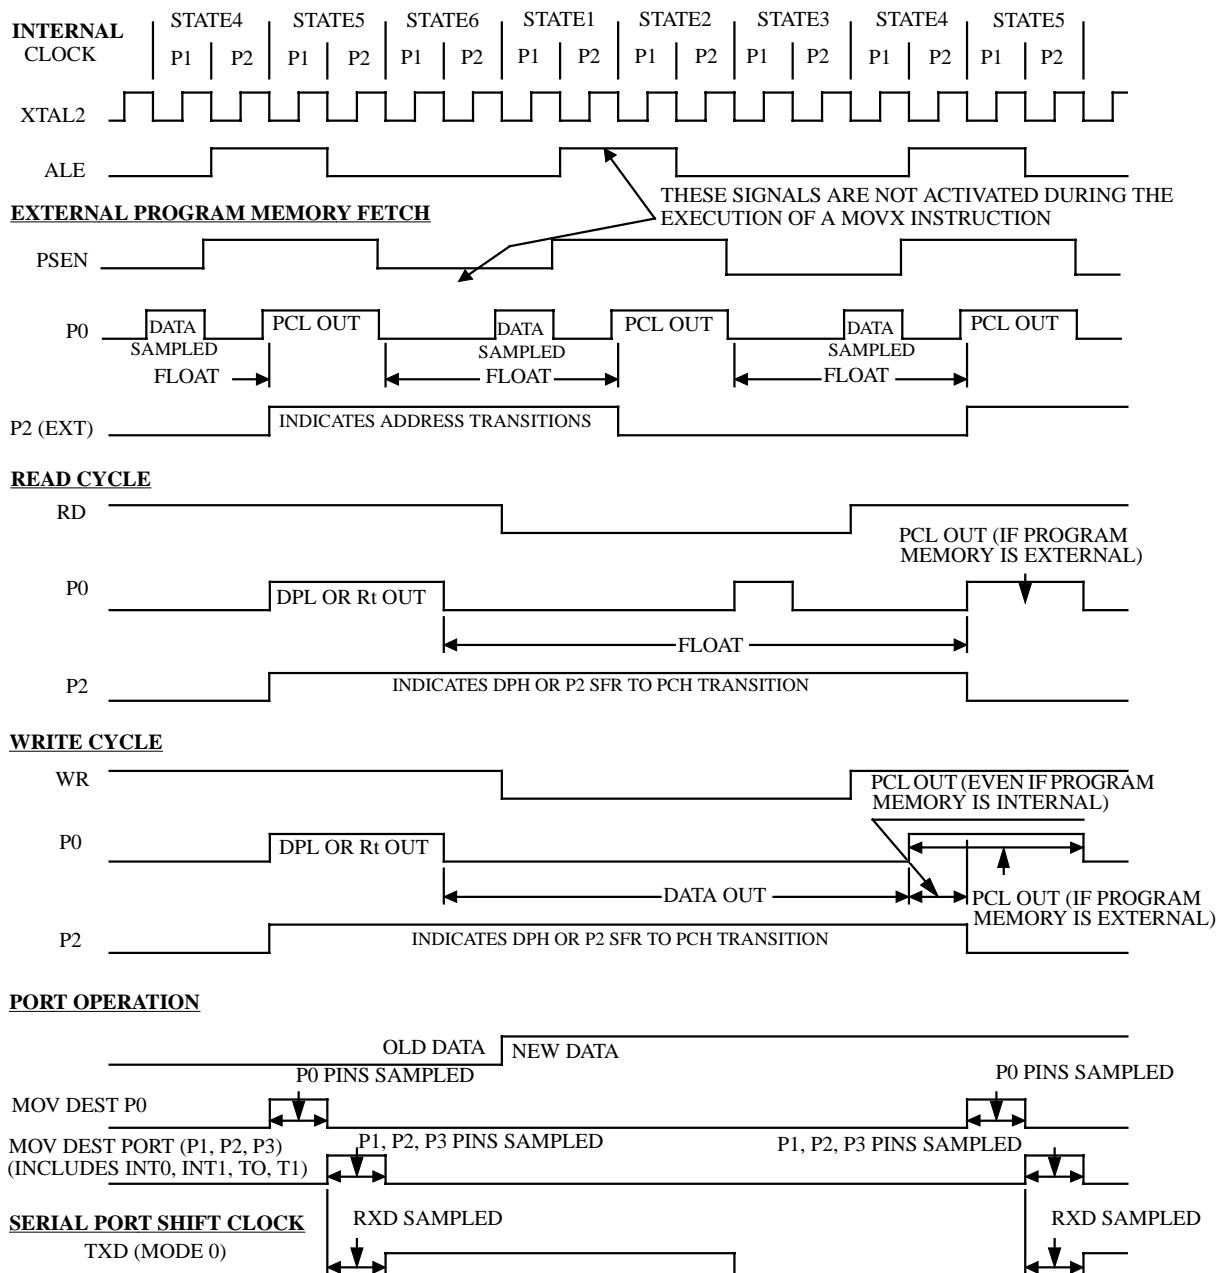 STATE4 STATE5 STATE6 STATE1 STATE2 STATE3 STATE4 STATE5
INTERNAL
CLOCK P1 P2 P1 P2 P1 P2 P1 P2 P1 P2 P1 P2 P1 P2 P1 P2
XTAL2
ALE
THESE SIGNALS ARE NOT ACTIVATED DURING THE
EXECUTION OF A MOVX INSTRUCTION
EXTERNAL PROGRAM MEMORY FETCH
PSEN
P0 DATA PCL OUT DATA PCL OUT DATA PCL OUT
SAMPLED SAMPLED SAMPLED
FLOAT FLOAT FLOAT
P2 (EXT) INDICATES ADDRESS TRANSITIONS
READ CYCLE
RD
PCL OUT (IF PROGRAM
MEMORY IS EXTERNAL)
P0 DPL OR Rt OUT
FLOAT
P2 INDICATES DPH OR P2 SFR TO PCH TRANSITION
WRITE CYCLE
WR
PCL OUT (EVEN IF PROGRAM
MEMORY IS INTERNAL)
P0 DPL OR Rt OUT
DATA OUT
PCL OUT (IF PROGRAM
MEMORY IS EXTERNAL)
P2 INDICATES DPH OR P2 SFR TO PCH TRANSITION
PORT OPERATION
OLD DATA NEW DATA
P0 PINS SAMPLED P0 PINS SAMPLED
MOV DEST P0
MOV DEST PORT (P1, P2, P3) P1, P2, P3 PINS SAMPLED P1, P2, P3 PINS SAMPLED
(INCLUDES INT0, INT1, TO, T1)
SERIAL PORT SHIFT CLOCK RXD SAMPLED RXD SAMPLED
TXD (MODE 0)